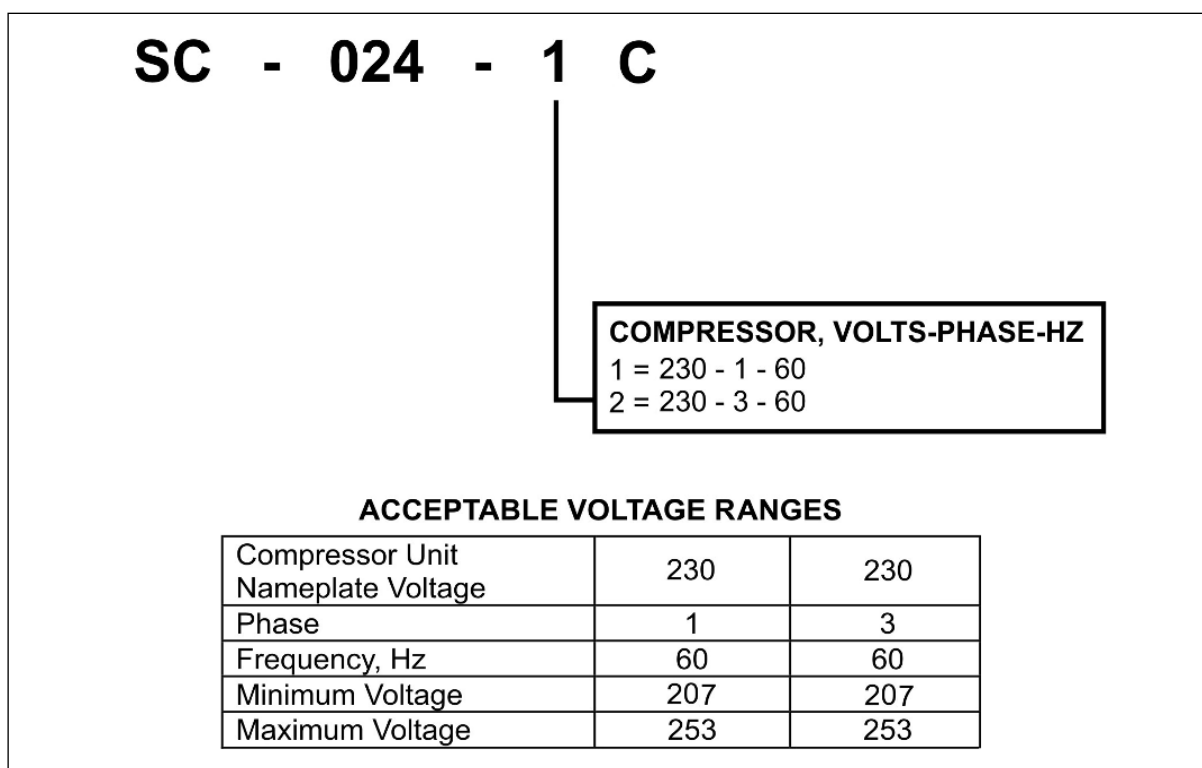 SC - 024 - 1 C
COMPRESSOR, VOLTS-PHASE-HZ
1 = 230 - 1 - 60
2 = 230 - 3 - 60
ACCEPTABLE VOLTAGE RANGES
Compressor Unit
Nameplate Voltage 230 230
Phase 1 3
Frequency, Hz 60 60
Minimum Voltage 207 207
Maximum Voltage 253 253